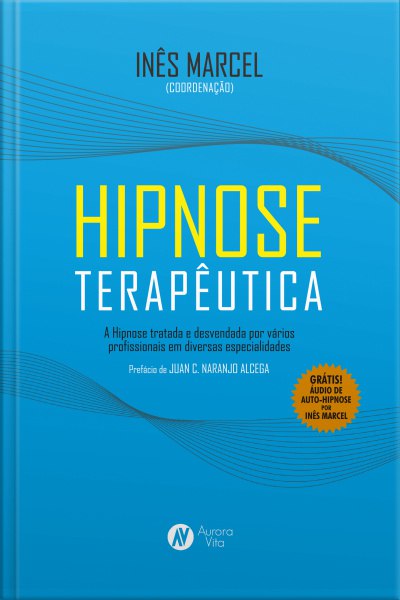 INÊS MARCEL
(COORDENAÇÃO)
HIPNOSE
TERAPÊUTICA
A Hipnose tratada e desvendada por vários
profissionais em diversas especialidades
Prefácio de JUAN C. NARANJO ALCEGA
GRÁTIS!
ÁUDIO DE
AUTO-HIPNOSE
POR
INÊS MARCEL
AV
Aurora
Vita